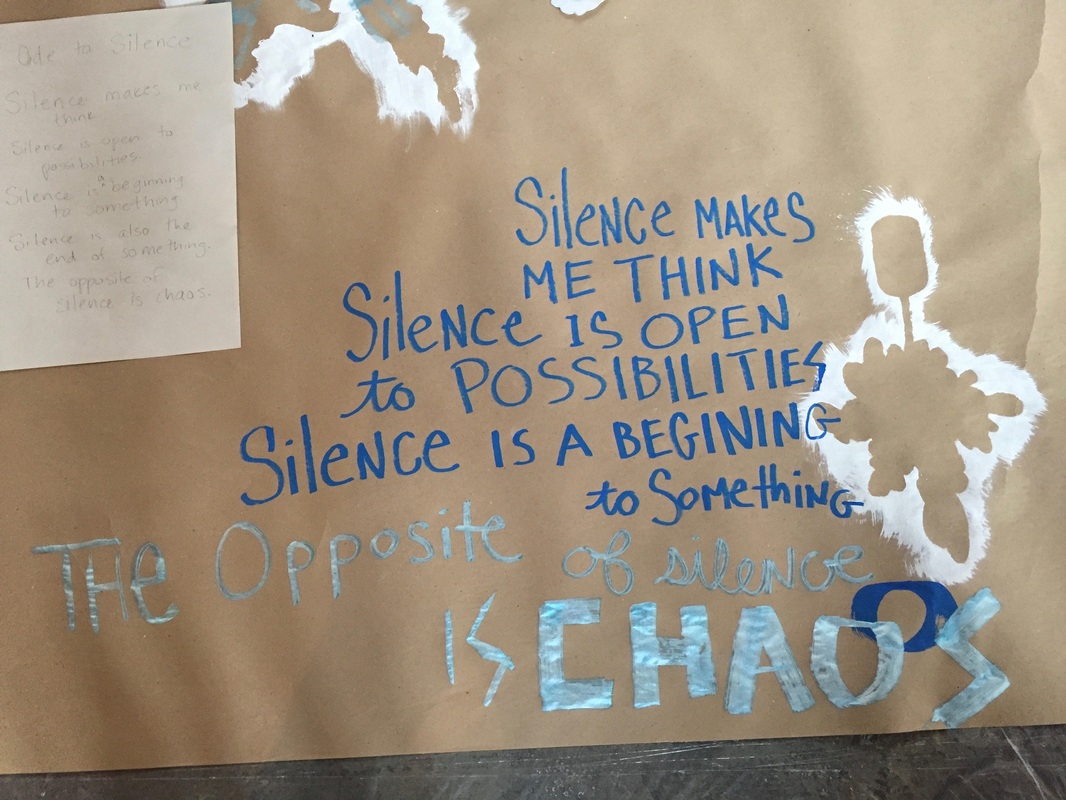 Ode to Silence
Silence makes me
think
Silence is open to
possibilities.
Silence is a beginning
to something
Silence is also the
end of something.
The opposite of
silence is chaos.
Silence MAKES
ME THINK
Silence IS OPEN
to POSSIBILITIES
Silence IS A BEGINING
to SOMethiNG
THe Opposite of silence
IS CHAOS